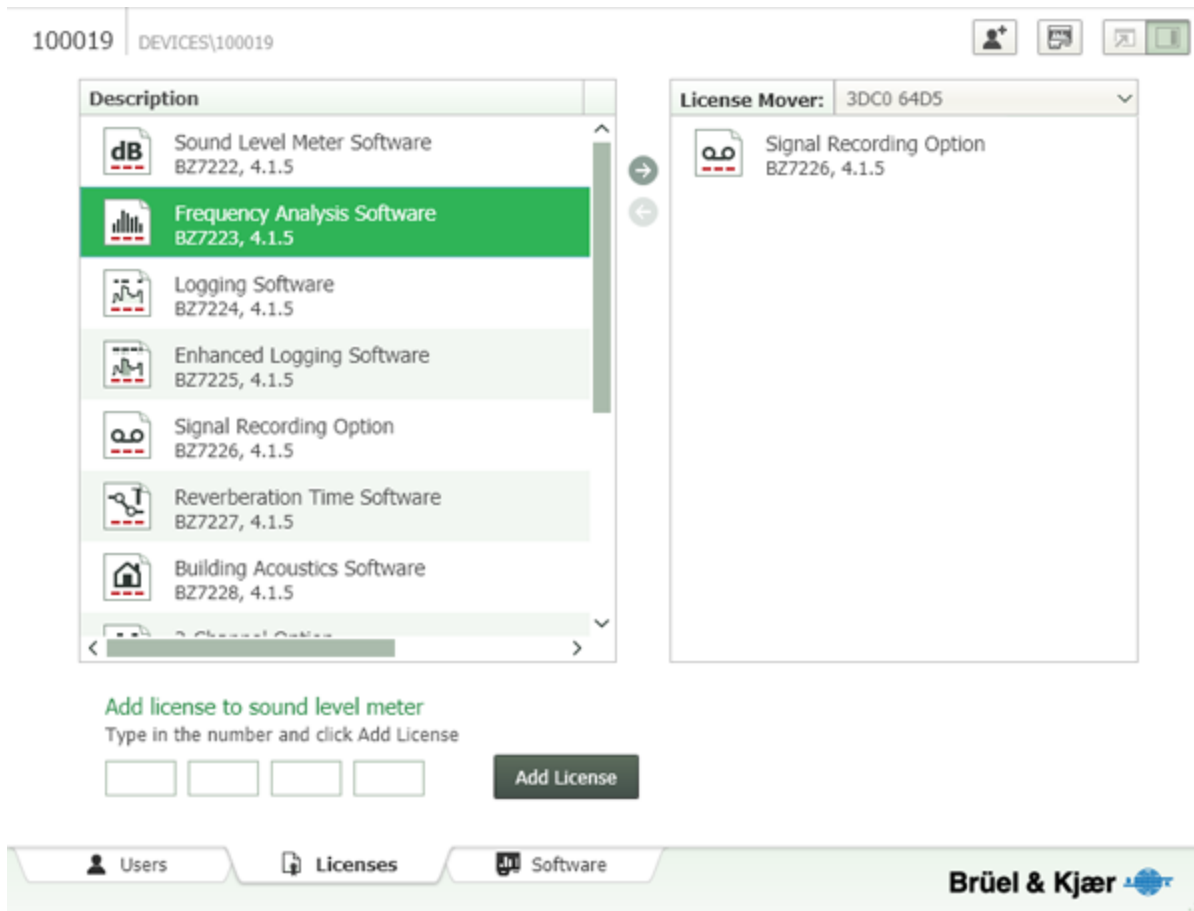 100019 DEVICES\100019
Description
dB
Sound Level Meter Software
BZ7222, 4.1.5
Frequency Analysis Software
BZ7223, 4.1.5
Logging Software
BZ7224, 4.1.5
Enhanced Logging Software
BZ7225, 4.1.5
Signal Recording Option
BZ7226, 4.1.5
Reverberation Time Software
BZ7227, 4.1.5
Building Acoustics Software
BZ7228, 4.1.5
2-Channel Option
License Mover: 3DC0 64D5
Signal Recording Option
BZ7226, 4.1.5
Add license to sound level meter
Type in the number and click Add License
Add License
Users Licenses Software
Brüel & Kjær